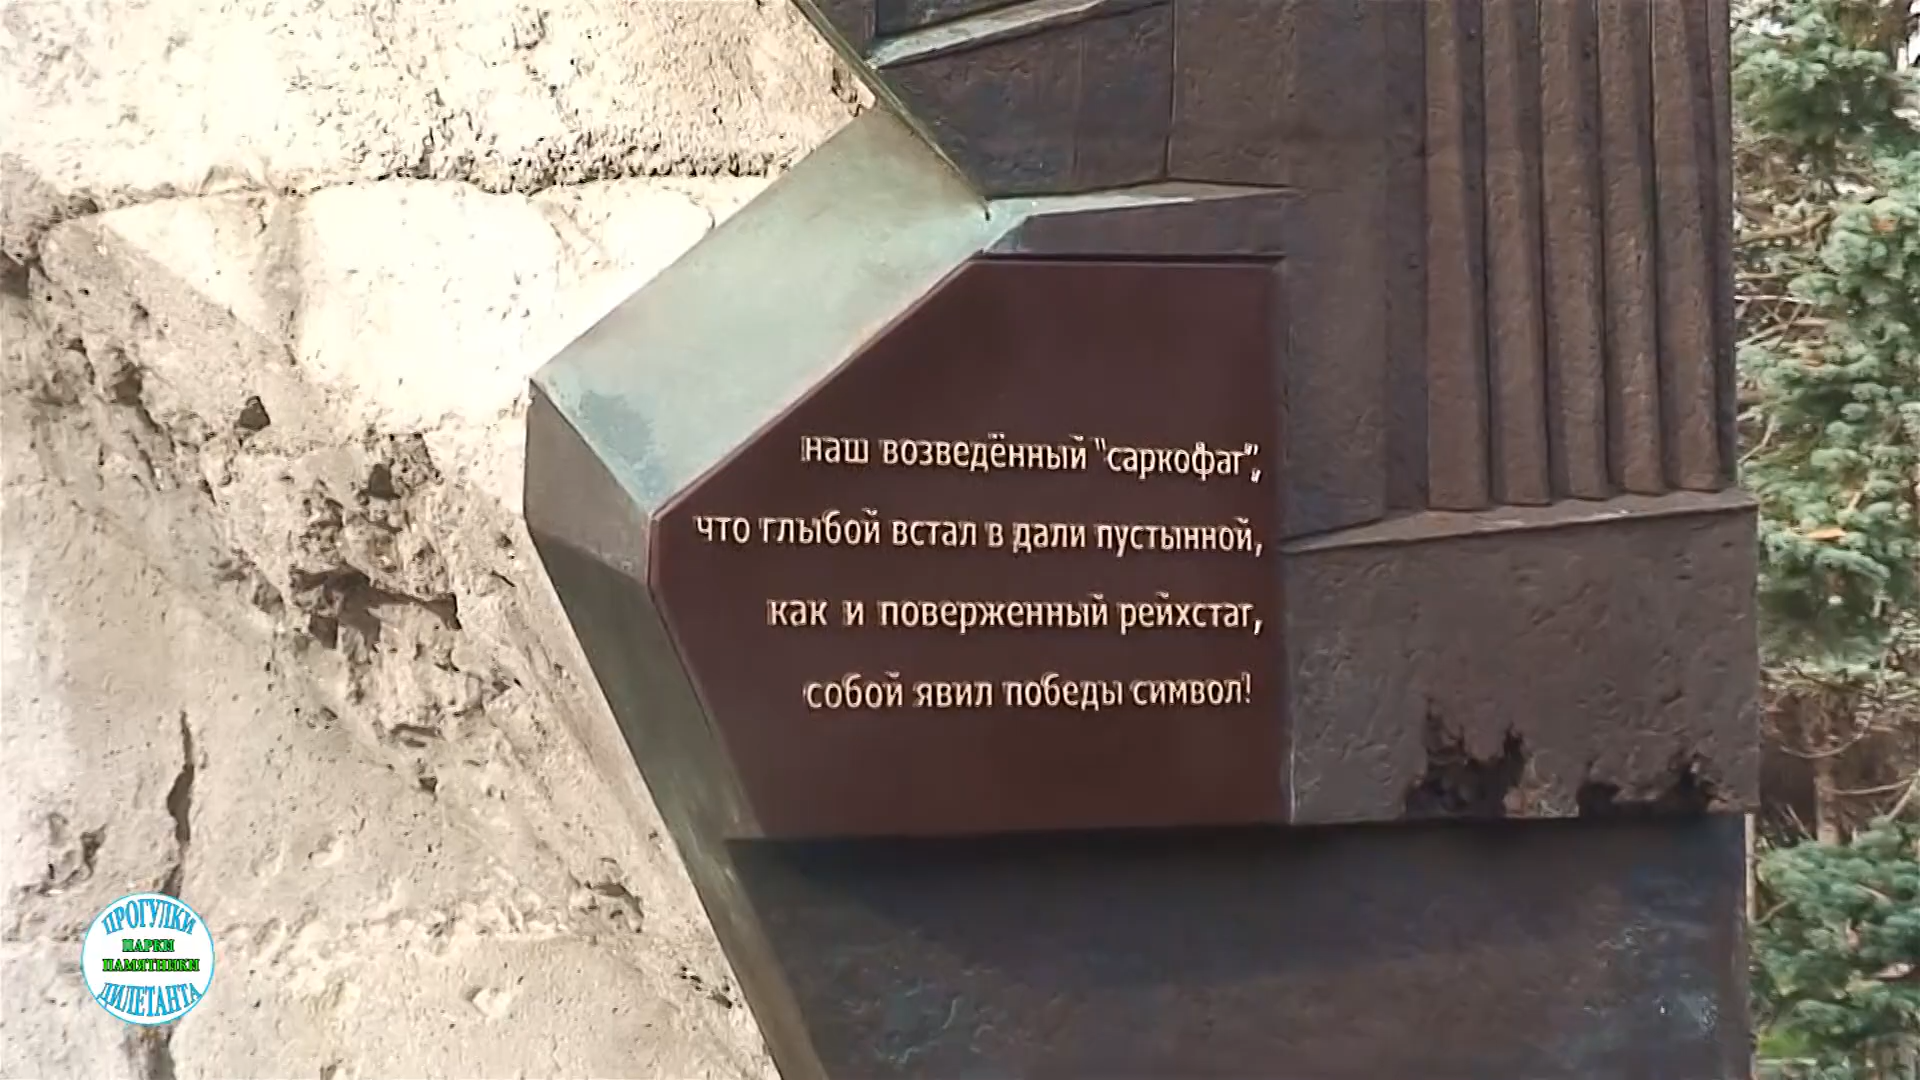 наш возведённый "саркофаг",
что глыбой встал в дали пустынной,
как и поверженный рейхстаг,
собой явил победы символ!
ПРОГУЛКИ
ПАРКИ
ПАМЯТНИКИ
ДИЛЕТАНТА